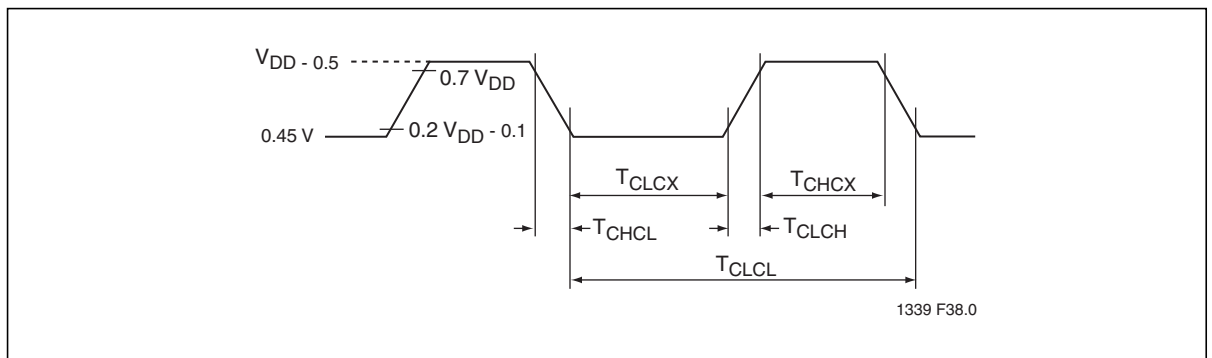 VDD - 0.5
0.7 VDD
0.45 V
0.2 VDD - 0.1
TCLCX
TCHCX
TCHCL
TCLCH
TCLCL
1339 F38.0